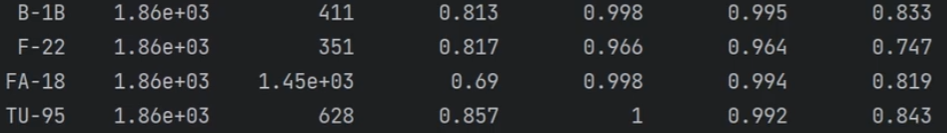 B-1B 1.86e+03 411 0.813 0.998 0.995 0.833
F-22 1.86e+03 351 0.817 0.966 0.964 0.747
FA-18 1.86e+03 1.45e+03 0.69 0.998 0.994 0.819
TU-95 1.86e+03 628 0.857 1 0.992 0.843